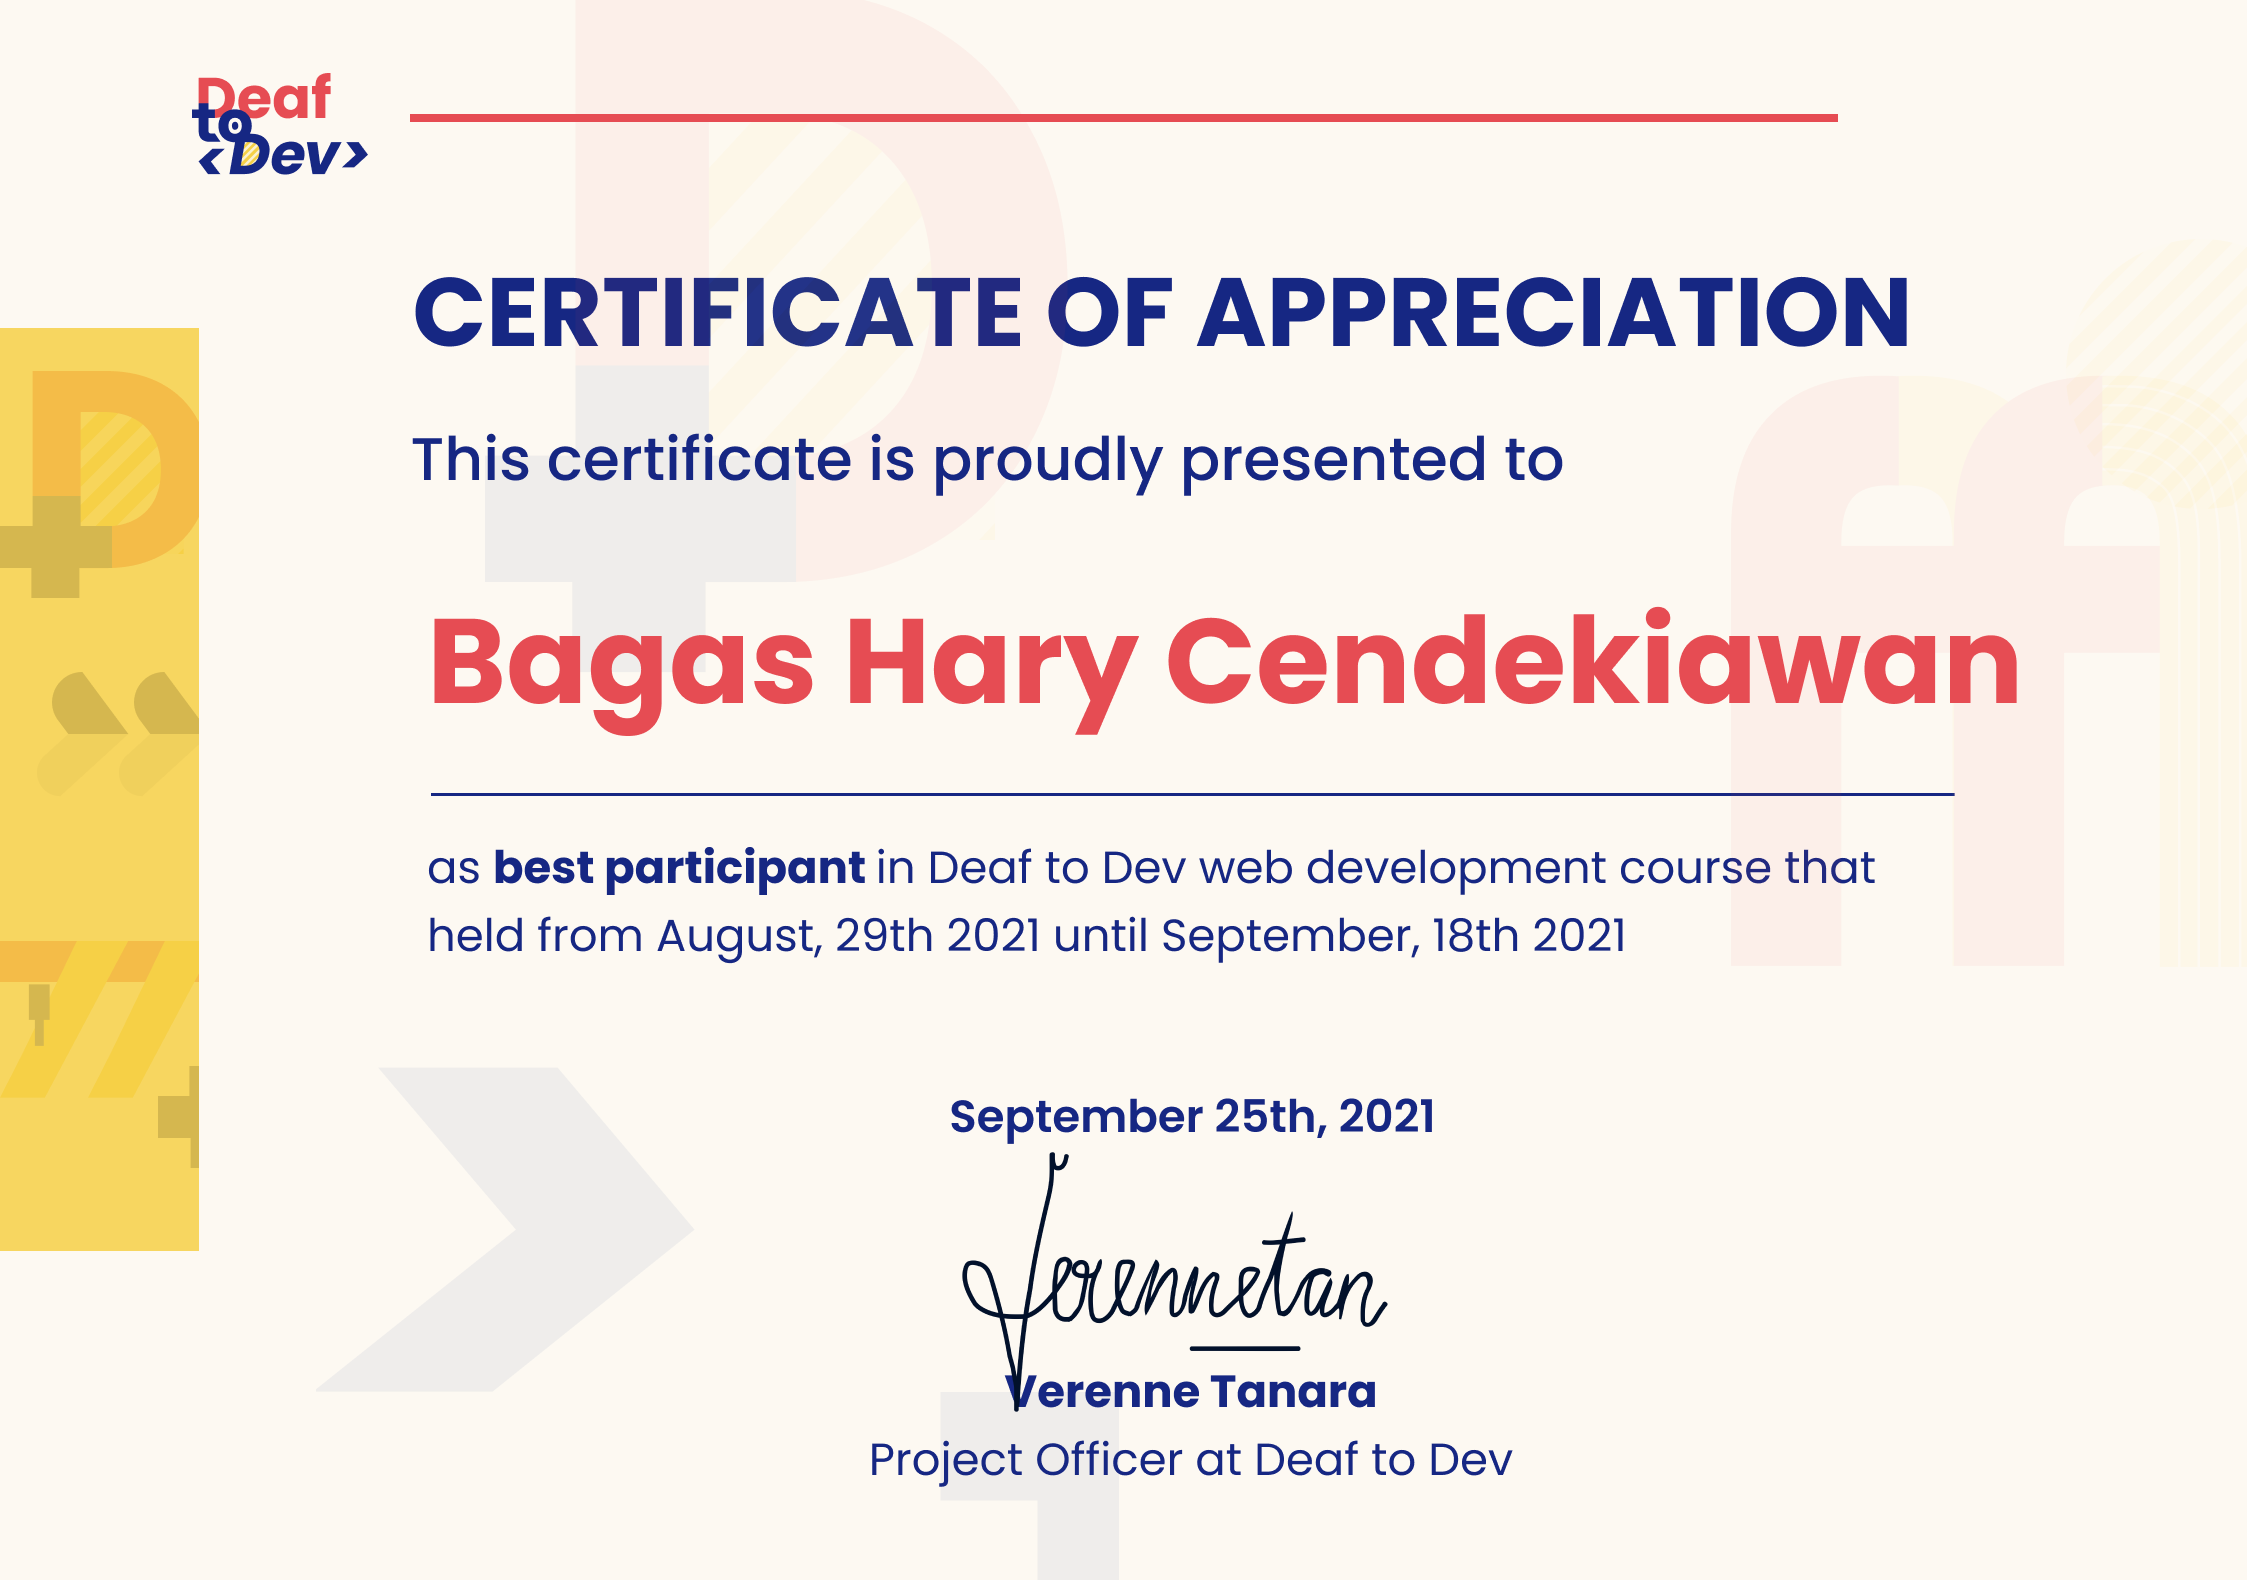 Deaf
to
<Dev>
CERTIFICATE OF APPRECIATION
This certificate is proudly presented to
Bagas Hary Cendekiawan
as best participant in Deaf to Dev web development course that
held from August, 29th 2021 until September, 18th 2021
September 25th, 2021
Verennetan
Verenne Tanara
Project Officer at Deaf to Dev